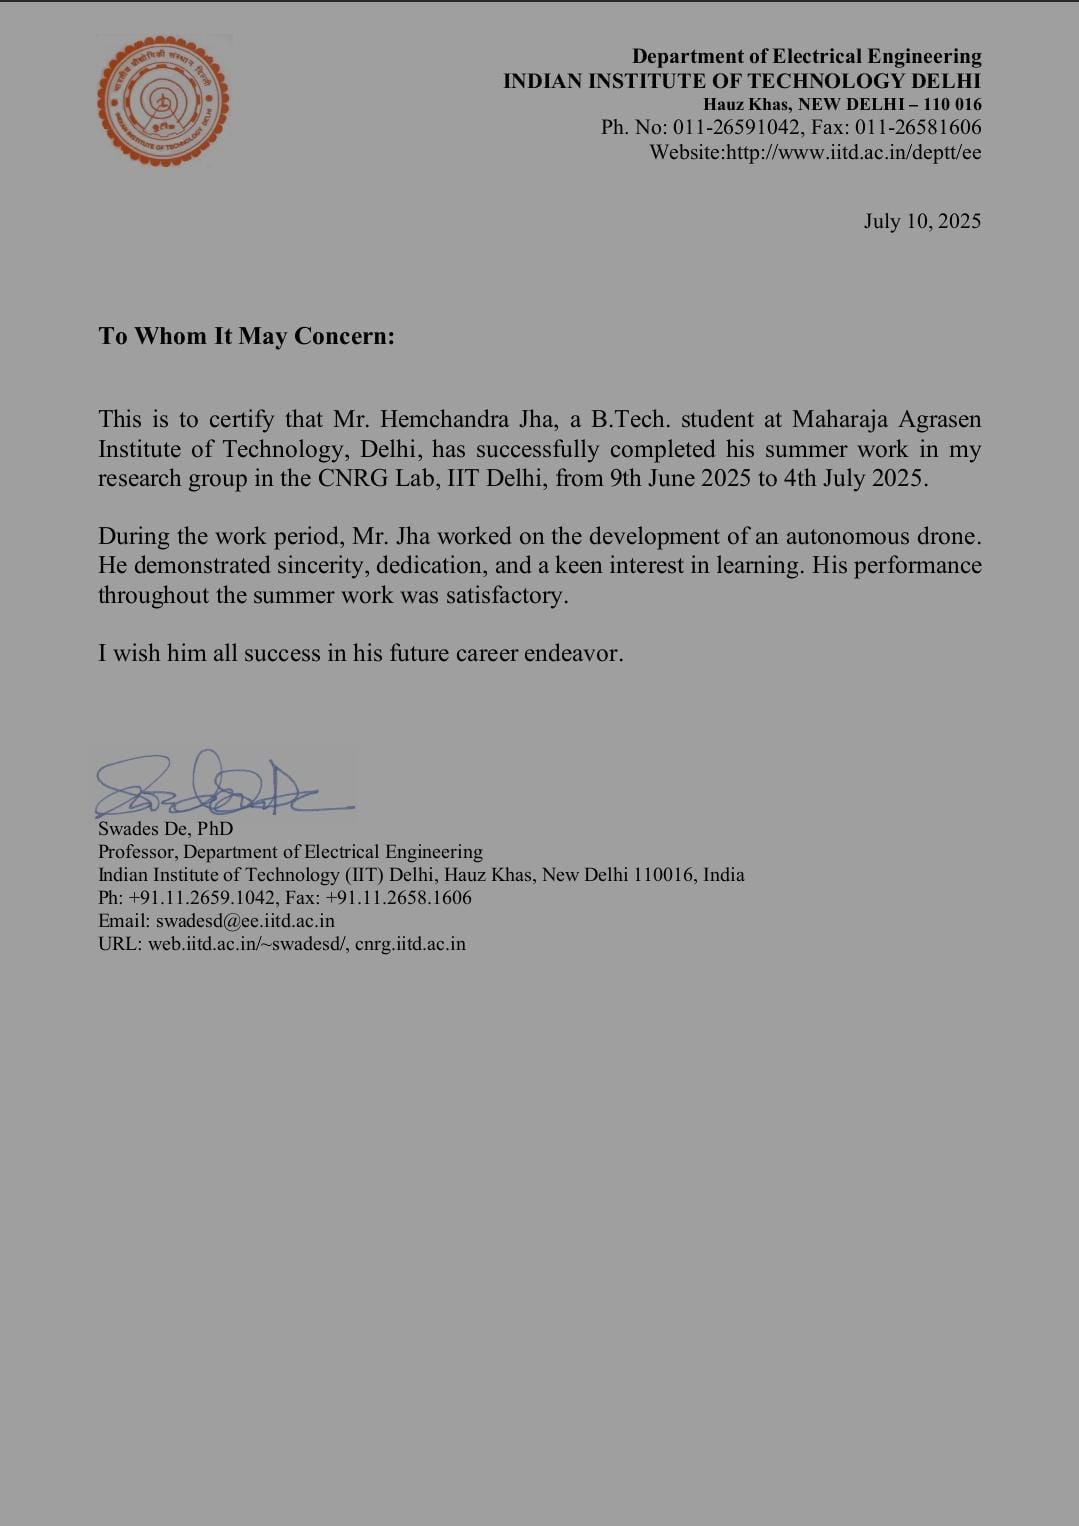 भारतीय प्रौद्योगिकी संस्थान दिल्ली
INDIAN INSTITUTE OF TECHNOLOGY DELHI
Department of Electrical Engineering
INDIAN INSTITUTE OF TECHNOLOGY DELHI
Hauz Khas, NEW DELHI – 110 016
Ph. No: 011-26591042, Fax: 011-26581606
Website:http://www.iitd.ac.in/deptt/ee
July 10, 2025
To Whom It May Concern:
This is to certify that Mr. Hemchandra Jha, a B.Tech. student at Maharaja Agrasen
Institute of Technology, Delhi, has successfully completed his summer work in my
research group in the CNRG Lab, IIT Delhi, from 9th June 2025 to 4th July 2025.
During the work period, Mr. Jha worked on the development of an autonomous drone.
He demonstrated sincerity, dedication, and a keen interest in learning. His performance
throughout the summer work was satisfactory.
I wish him all success in his future career endeavor.
Swades De, PhD
Professor, Department of Electrical Engineering
Indian Institute of Technology (IIT) Delhi, Hauz Khas, New Delhi 110016, India
Ph: +91.11.2659.1042, Fax: +91.11.2658.1606
Email: swadesd@ee.iitd.ac.in
URL: web.iitd.ac.in/~swadesd/, cnrg.iitd.ac.in